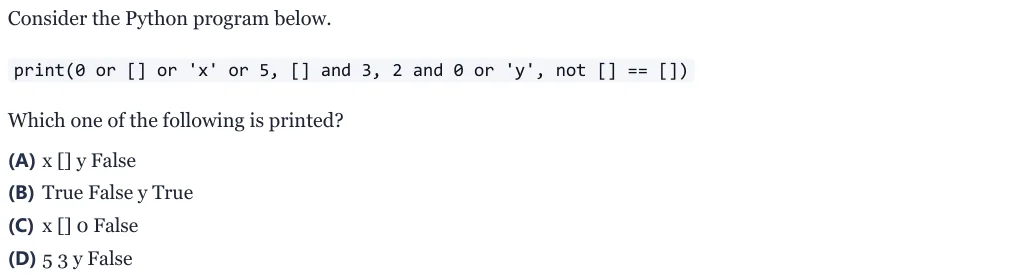 Consider the Python program below.
print(0 or [] or 'x' or 5, [] and 3, 2 and 0 or 'y', not [] == [])
Which one of the following is printed?
(A) x [] y False
(B) True False y True
(C) x [] 0 False
(D) 5 3 y False